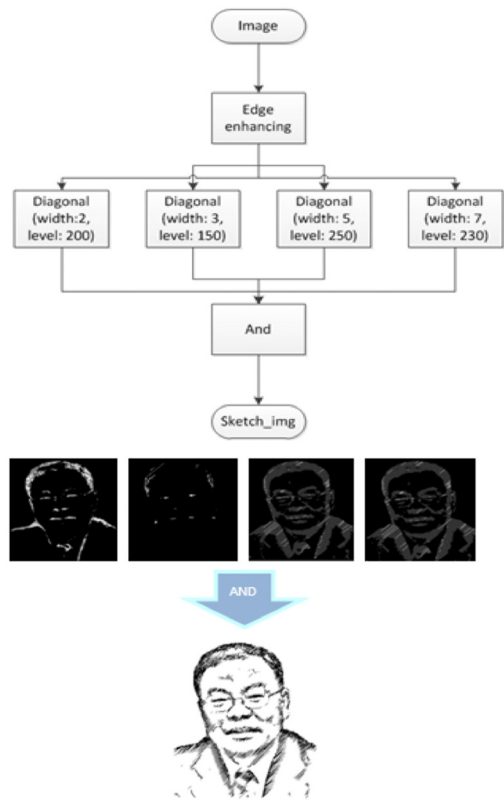 Image
Edge
enhancing
Diagonal
(width:2,
level: 200)
Diagonal
(width: 3,
level: 150)
Diagonal
(width: 5,
level: 250)
Diagonal
(width: 7,
level: 230)
And
Sketch_img
AND